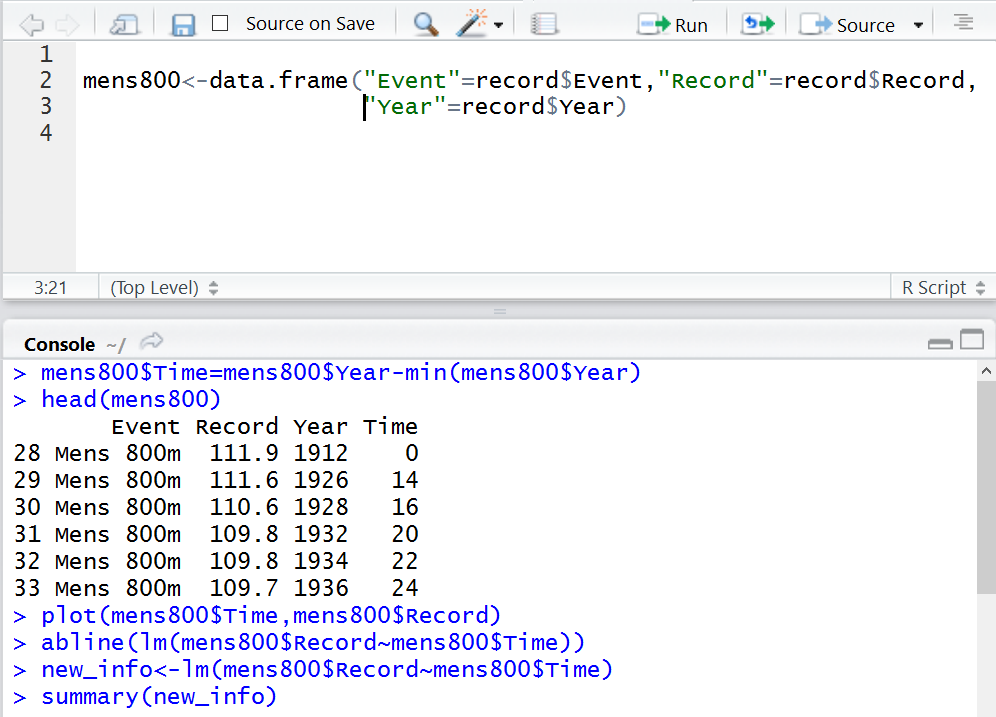 Source on Save Run Source
1
2 mens800<-data.frame("Event"=record$Event,"Record"=record$Record,
3 "Year"=record$Year)
4
3:21 (Top Level) R Script
Console ~/
> mens800$Time=mens800$Year-min(mens800$Year)
> head(mens800)
Event Record Year Time
28 Mens 800m 111.9 1912 0
29 Mens 800m 111.6 1926 14
30 Mens 800m 110.6 1928 16
31 Mens 800m 109.8 1932 20
32 Mens 800m 109.8 1934 22
33 Mens 800m 109.7 1936 24
> plot(mens800$Time,mens800$Record)
> abline(lm(mens800$Record~mens800$Time))
> new_info<-lm(mens800$Record~mens800$Time)
> summary(new_info)